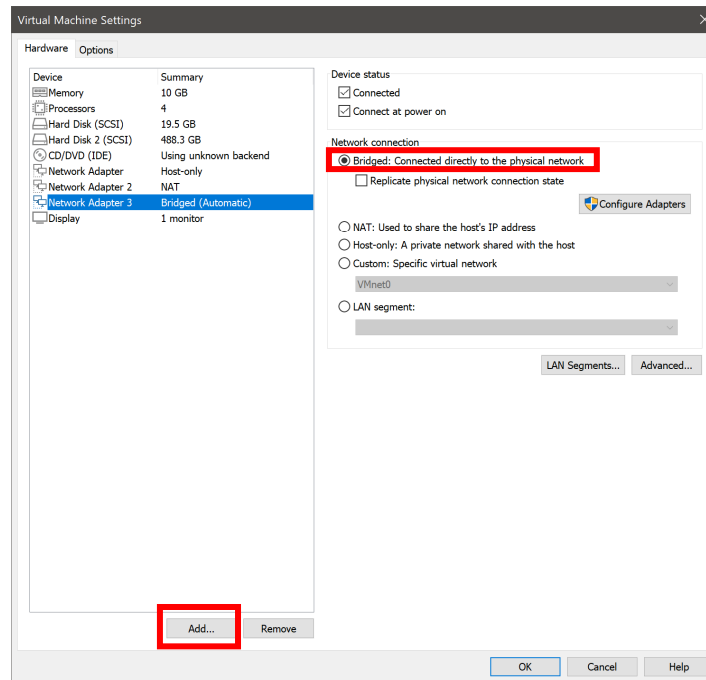 Virtual Machine Settings
Hardware Options
Device Summary
Memory 10 GB
Processors 4
Hard Disk (SCSI) 19.5 GB
Hard Disk 2 (SCSI) 488.3 GB
CD/DVD (IDE) Using unknown backend
Network Adapter Host-only
Network Adapter 2 NAT
Network Adapter 3 Bridged (Automatic)
Display 1 monitor
Add... Remove
Device status
Connected
Connect at power on
Network connection
Bridged: Connected directly to the physical network
Replicate physical network connection state
Configure Adapters
NAT: Used to share the host's IP address
Host-only: A private network shared with the host
Custom: Specific virtual network
VMnet0
LAN segment:
LAN Segments... Advanced...
OK Cancel Help